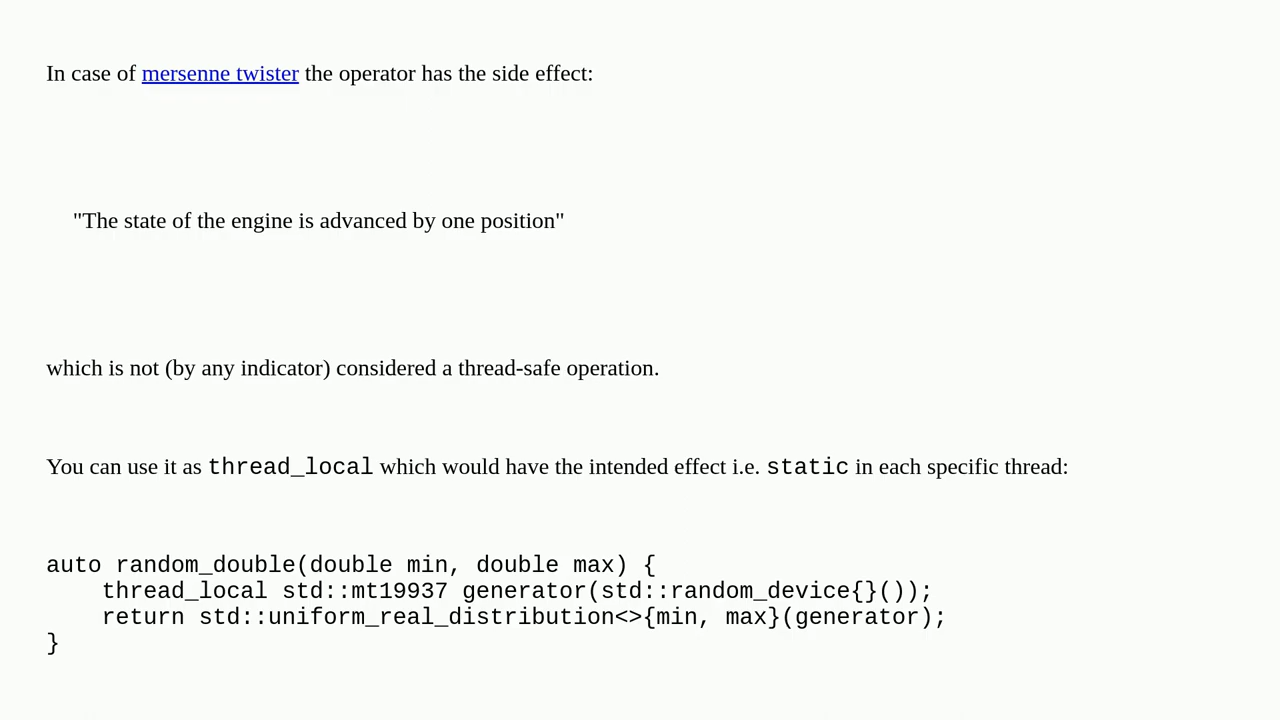 In case of mersenne twister the operator has the side effect:
"The state of the engine is advanced by one position"
which is not (by any indicator) considered a thread-safe operation.
You can use it as thread_local which would have the intended effect i.e. static in each specific thread:
auto random_double(double min, double max) {
    thread_local std::mt19937 generator(std::random_device{}());
    return std::uniform_real_distribution<>{min, max}(generator);
}